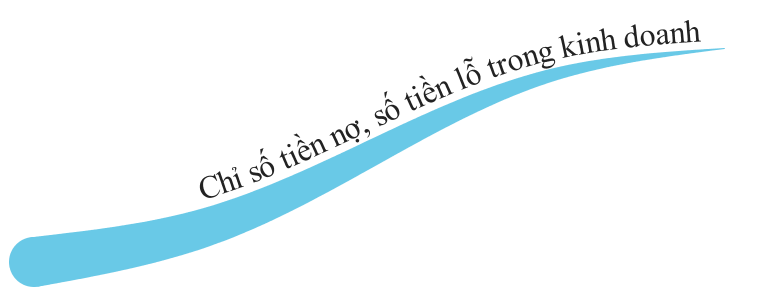 Chỉ số tiền nợ, số tiền lỗ trong kinh doanh